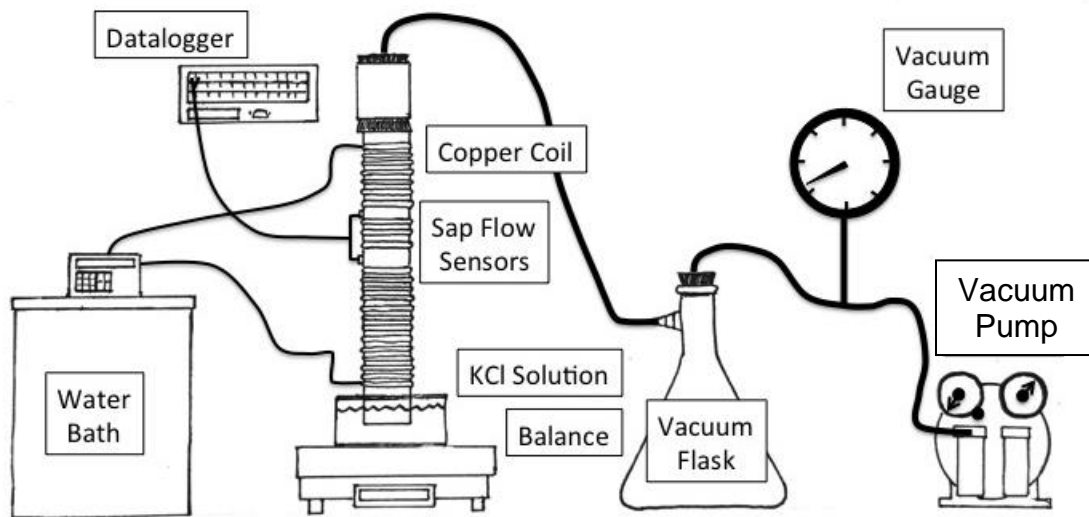 Datalogger
Vacuum
Gauge
Copper Coil
Sap Flow
Sensors
Vacuum
Pump
KCl Solution
Water
Bath
Balance
Vacuum
Flask